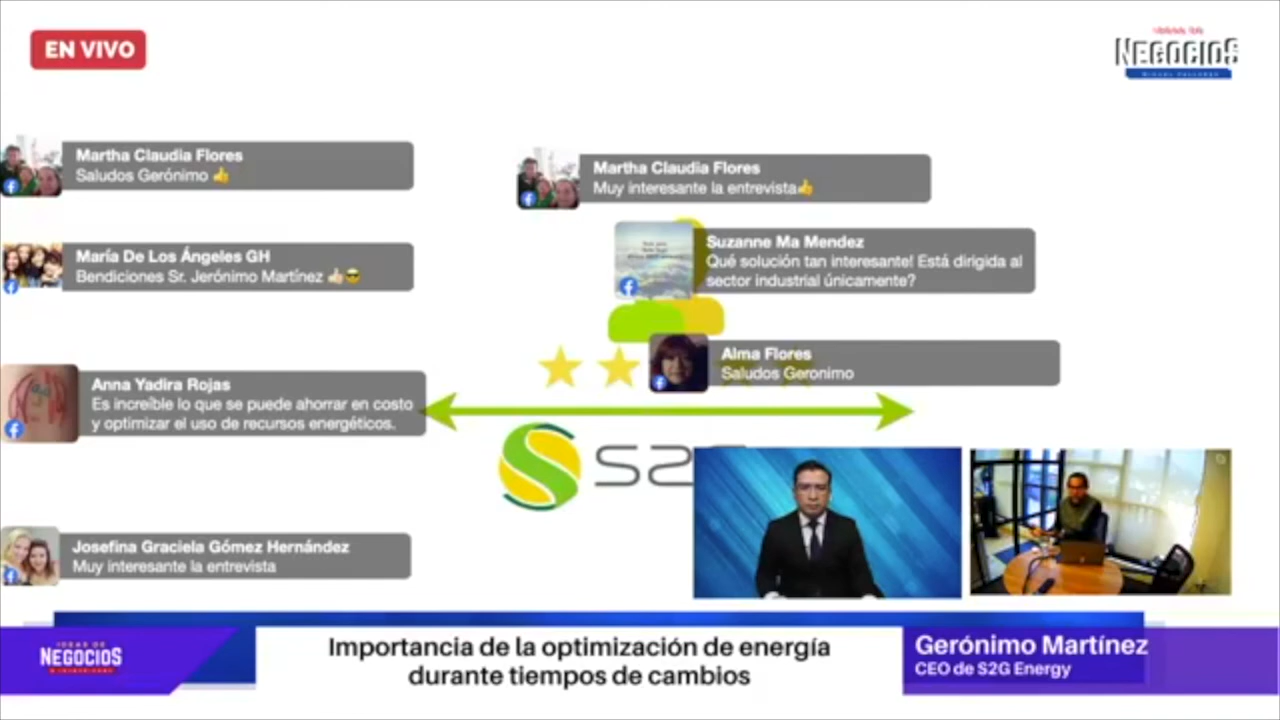 EN VIVO
NEGOCIOS
Martha Claudia Flores
Saludos Gerónimo 👍
María De Los Ángeles GH
Bendiciones Sr. Jerónimo Martínez 👍🏻😎
Anna Yadira Rojas
Es increíble lo que se puede ahorrar en costo
y optimizar el uso de recursos energéticos.
Josefina Graciela Gómez Hernández
Muy interesante la entrevista
Martha Claudia Flores
Muy interesante la entrevista👍
Suzanne Ma Mendez
Qué solución tan interesante! Está dirigida al
sector industrial únicamente?
Alma Flores
Saludos Geronimo
S2
IDEAS DE
NEGOCIOS
Importancia de la optimización de energía
durante tiempos de cambios
Gerónimo Martínez
CEO de S2G Energy